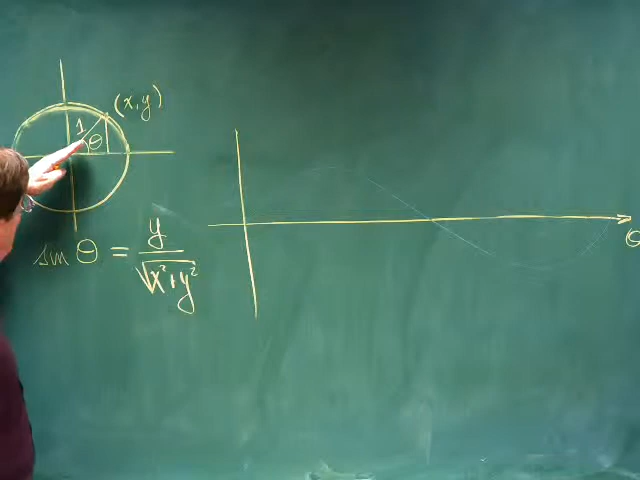 (x,y)
1
θ
sin θ = y/√(x²+y²)
θ